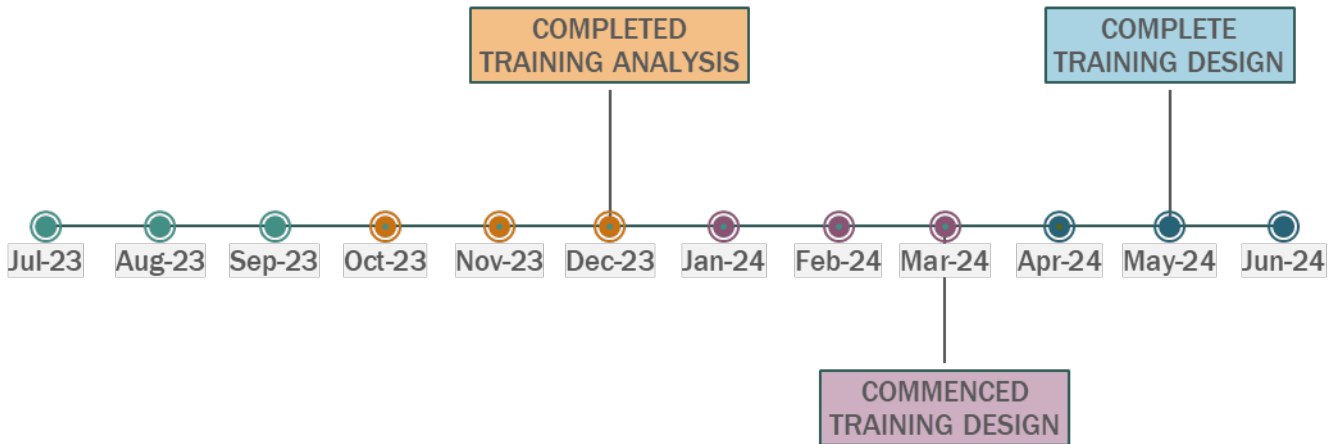 COMPLETED
TRAINING ANALYSIS
COMPLETE
TRAINING DESIGN
Jul-23 Aug-23 Sep-23 Oct-23 Nov-23 Dec-23 Jan-24 Feb-24 Mar-24 Apr-24 May-24 Jun-24
COMMENCED
TRAINING DESIGN